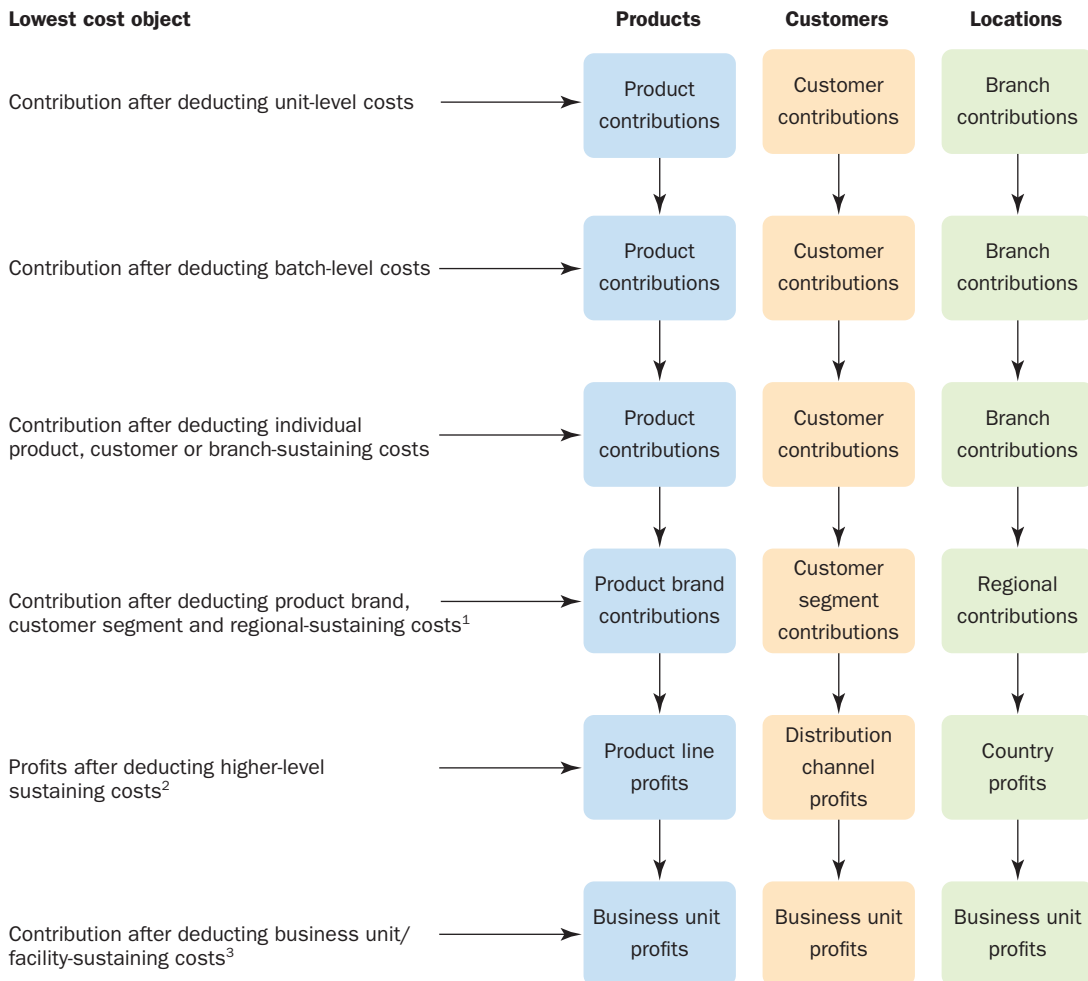 Lowest cost object Products Customers Locations
Contribution after deducting unit-level costs
Product
contributions
Customer
contributions
Branch
contributions
Contribution after deducting batch-level costs
Product
contributions
Customer
contributions
Branch
contributions
Contribution after deducting individual
product, customer or branch-sustaining costs
Product
contributions
Customer
contributions
Branch
contributions
Contribution after deducting product brand,
customer segment and regional-sustaining costs¹
Product brand
contributions
Customer
segment
contributions
Regional
contributions
Profits after deducting higher-level
sustaining costs²
Product line
profits
Distribution
channel
profits
Country
profits
Contribution after deducting business unit/
facility-sustaining costs³
Business unit
profits
Business unit
profits
Business unit
profits